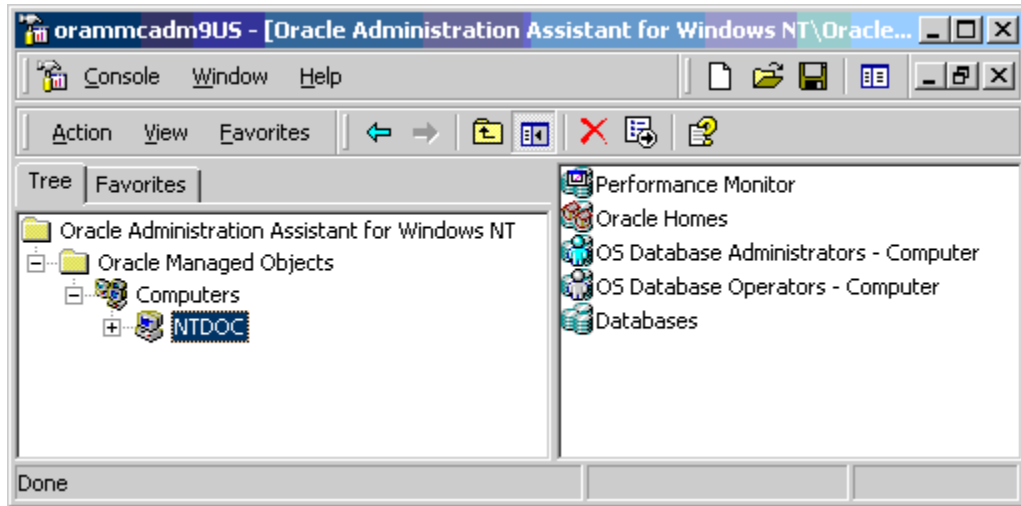 orammcadm9US - [Oracle Administration Assistant for Windows NT\Oracle...
Console Window Help
Action View Favorites
Tree Favorites
Oracle Administration Assistant for Windows NT
Oracle Managed Objects
Computers
NTDOC
Performance Monitor
Oracle Homes
OS Database Administrators - Computer
OS Database Operators - Computer
Databases
Done